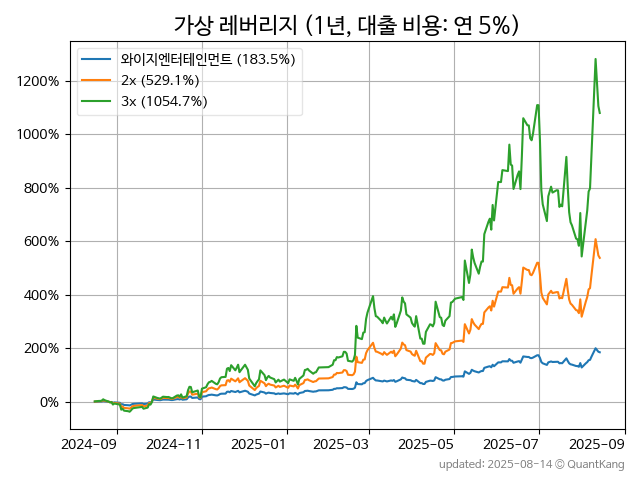 가상 레버리지 (1년, 대출 비용: 연 5%)
와이지엔터테인먼트 (183.5%)
2x (529.1%)
3x (1054.7%)
1200%
1000%
800%
600%
400%
200%
0%
2024-09 2024-11 2025-01 2025-03 2025-05 2025-07 2025-09
updated: 2025-08-14 © QuantKang